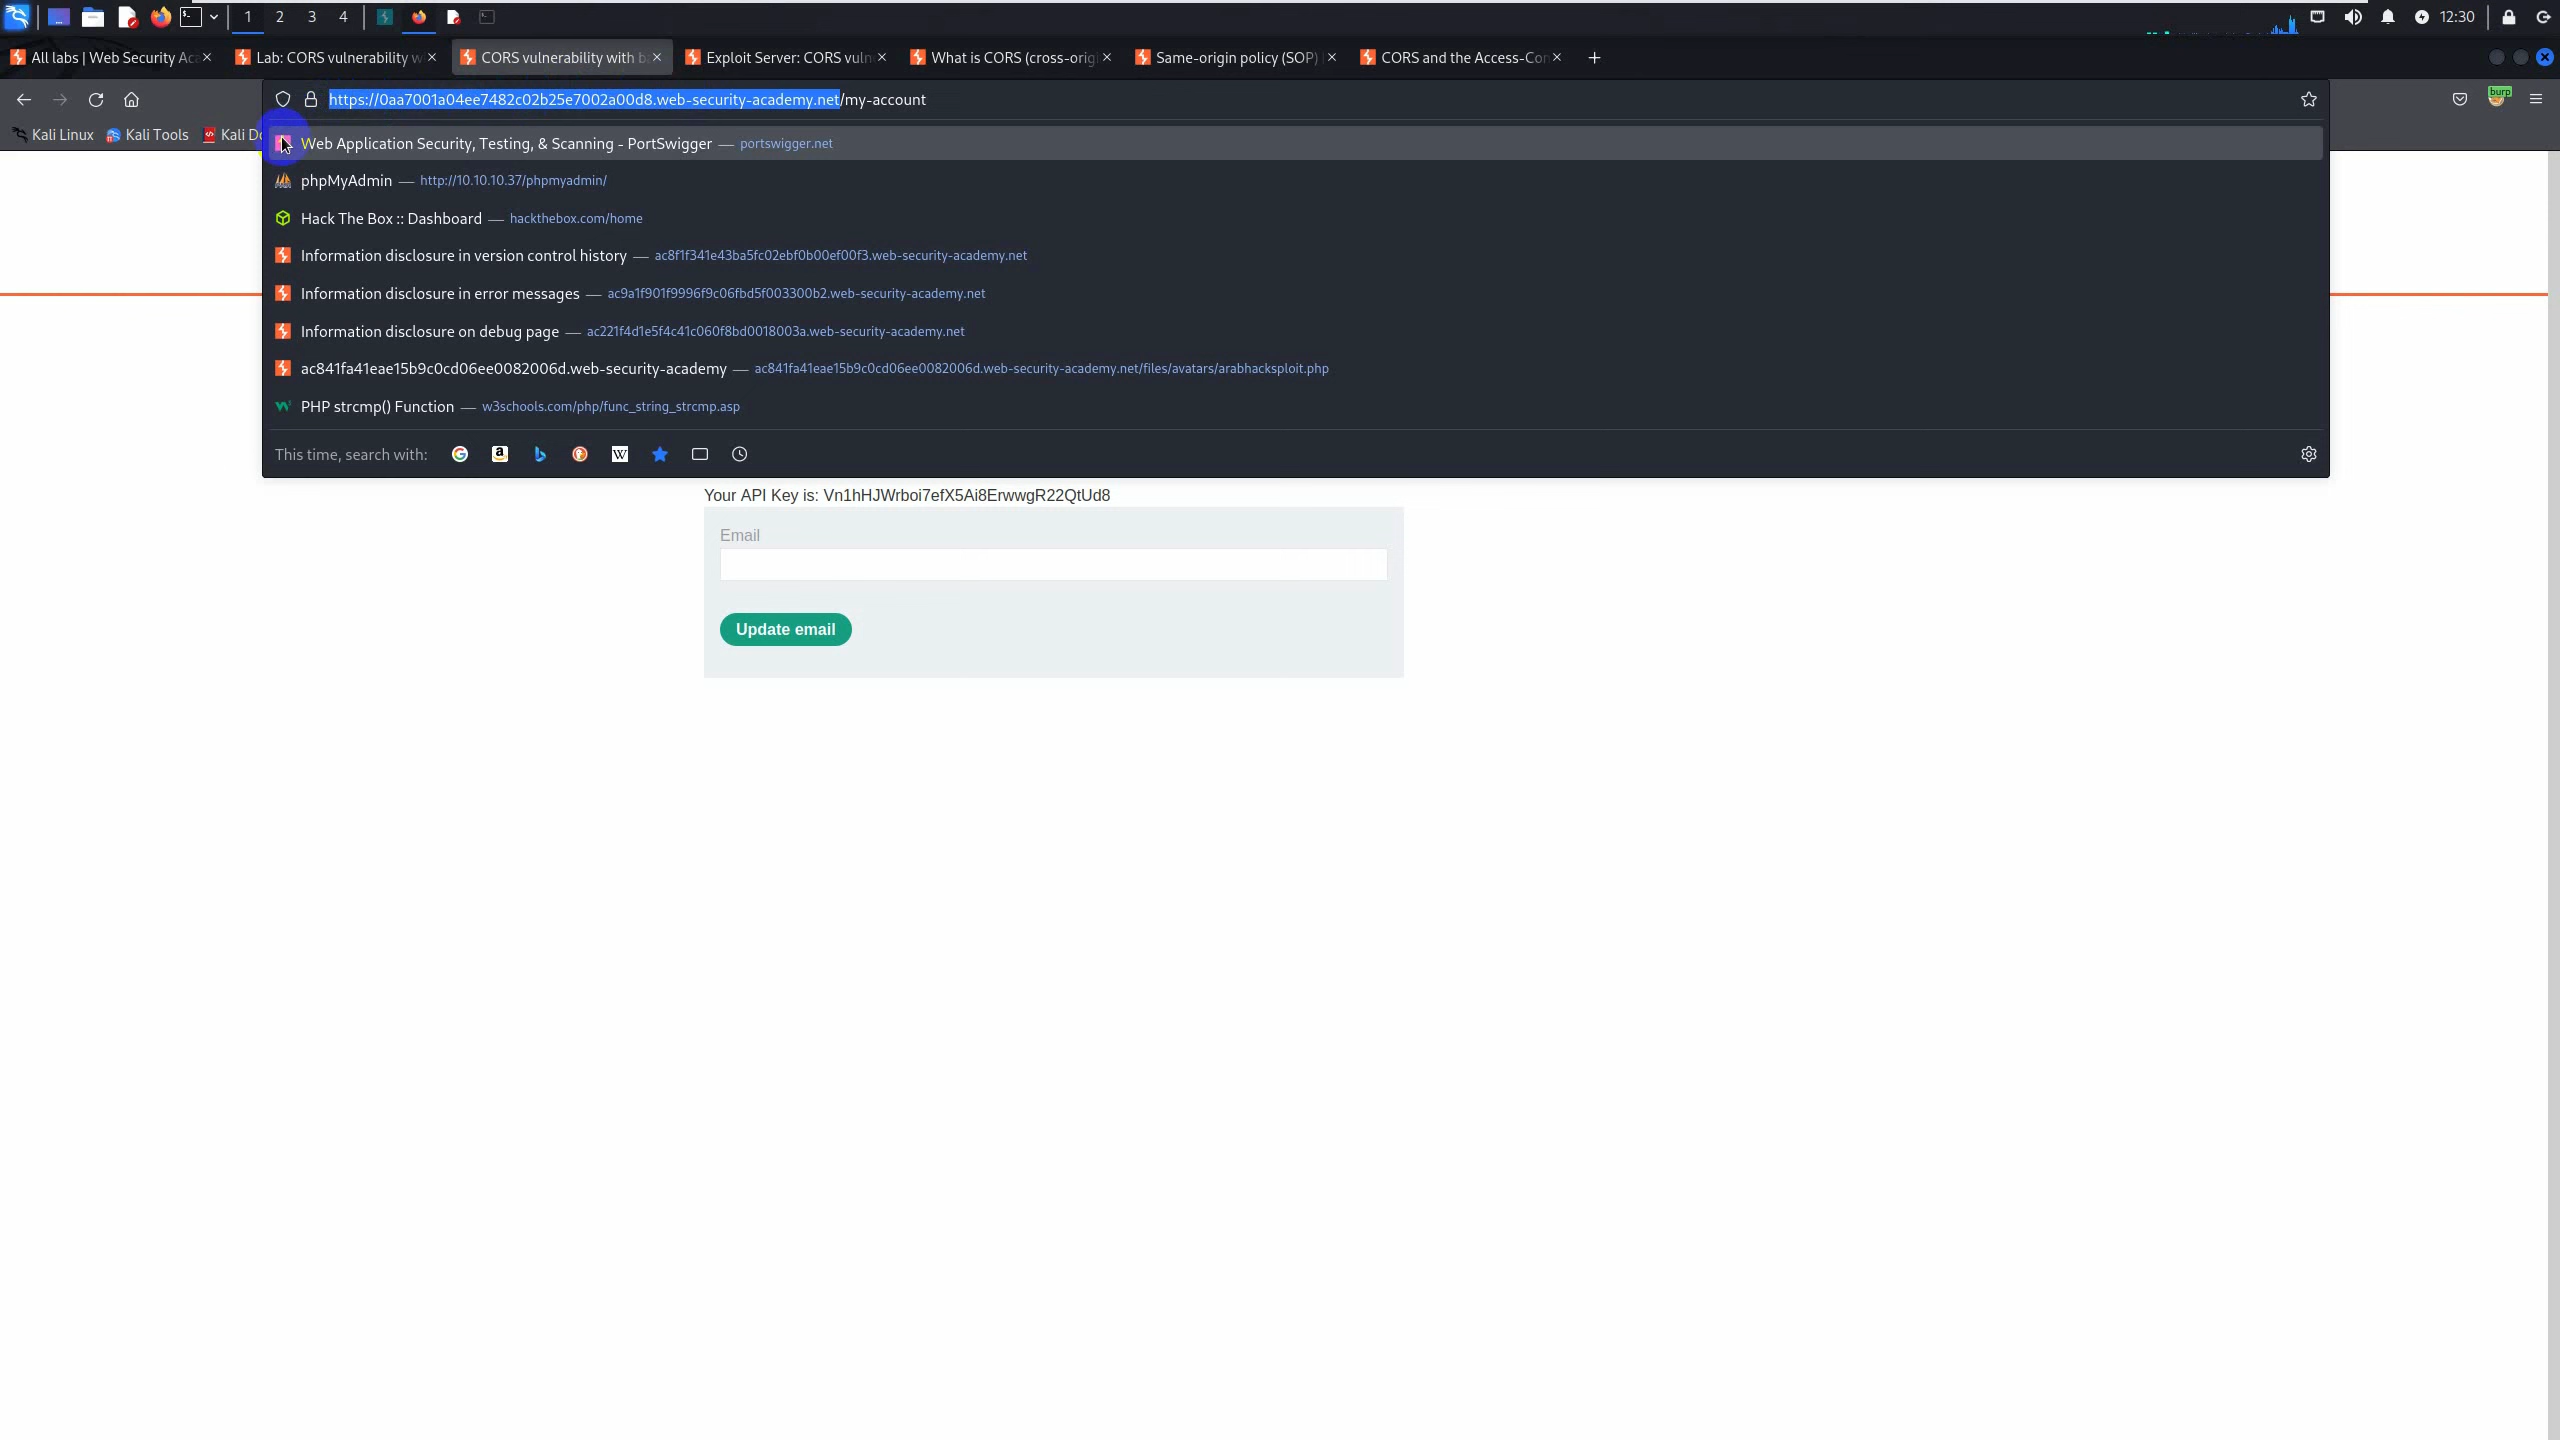 1 2 3 4 12:30
All labs | Web Security Aca Lab: CORS vulnerability w CORS vulnerability with ba Exploit Server: CORS vuln What is CORS (cross-orig Same-origin policy (SOP) CORS and the Access-Con
https://0aa7001a04ee7482c02b25e7002a00d8.web-security-academy.net/my-account
burp
Kali Linux Kali Tools Kali Do
Web Application Security, Testing, & Scanning - PortSwigger — portswigger.net
phpMyAdmin — http://10.10.10.37/phpmyadmin/
Hack The Box :: Dashboard — hackthebox.com/home
Information disclosure in version control history — ac8f1f341e43ba5fc02ebf0b00ef00f3.web-security-academy.net
Information disclosure in error messages — ac9a1f901f9996f9c06fbd5f003300b2.web-security-academy.net
Information disclosure on debug page — ac221f4d1e5f4c41c060f8bd0018003a.web-security-academy.net
ac841fa41eae15b9c0cd06ee0082006d.web-security-academy — ac841fa41eae15b9c0cd06ee0082006d.web-security-academy.net/files/avatars/arabhacksploit.php
PHP strcmp() Function — w3schools.com/php/func_string_strcmp.asp
This time, search with:
Your API Key is: Vn1hHJWrboi7efX5Ai8ErwwgR22QtUd8
Email
Update email